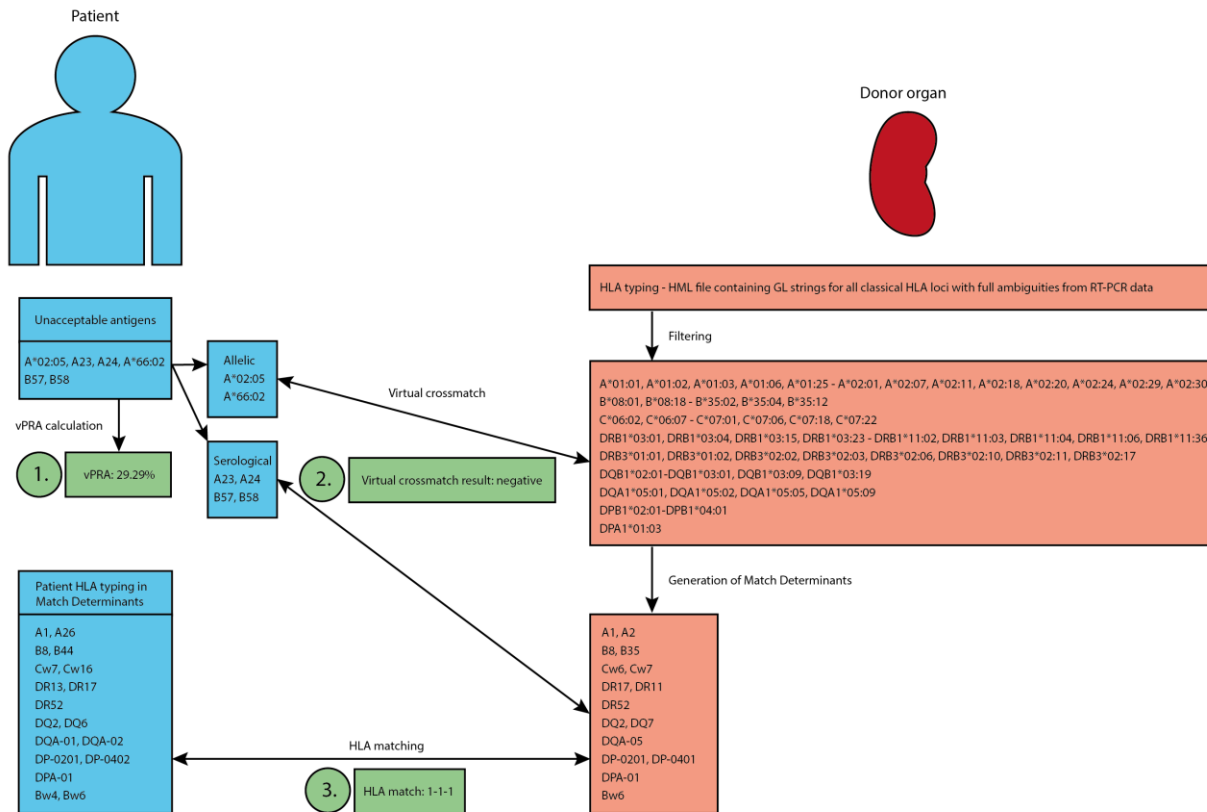 Patient
Donor organ
HLA typing - HML file containing GL strings for all classical HLA loci with full ambiguities from RT-PCR data
Unacceptable antigens
A*02:05, A23, A24, A*66:02
B57, B58
Allelic
A*02:05
A*66:02
Filtering
Virtual crossmatch
A*01:01, A*01:02, A*01:03, A*01:06, A*01:25 - A*02:01, A*02:07, A*02:11, A*02:18, A*02:20, A*02:24, A*02:29, A*02:30
B*08:01, B*08:18 - B*35:02, B*35:04, B*35:12
C*06:02, C*06:07 - C*07:01, C*07:06, C*07:18, C*07:22
DRB1*03:01, DRB1*03:04, DRB1*03:15, DRB1*03:23 - DRB1*11:02, DRB1*11:03, DRB1*11:04, DRB1*11:06, DRB1*11:36
DRB3*01:01, DRB3*01:02, DRB3*02:02, DRB3*02:03, DRB3*02:06, DRB3*02:10, DRB3*02:11, DRB3*02:17
DQB1*02:01-DQB1*03:01, DQB1*03:09, DQB1*03:19
DQA1*05:01, DQA1*05:02, DQA1*05:05, DQA1*05:09
DPB1*02:01-DPB1*04:01
DPA1*01:03
vPRA calculation
1.
vPRA: 29.29%
Serological
A23, A24
B57, B58
2.
Virtual crossmatch result: negative
Generation of Match Determinants
Patient HLA typing in
Match Determinants
A1, A26
B8, B44
Cw7, Cw16
DR13, DR17
DR52
DQ2, DQ6
DQA-01, DQA-02
DP-0201, DP-0402
DPA-01
Bw4, Bw6
A1, A2
B8, B35
Cw6, Cw7
DR17, DR11
DR52
DQ2, DQ7
DQA-05
DP-0201, DP-0401
DPA-01
Bw6
HLA matching
3.
HLA match: 1-1-1